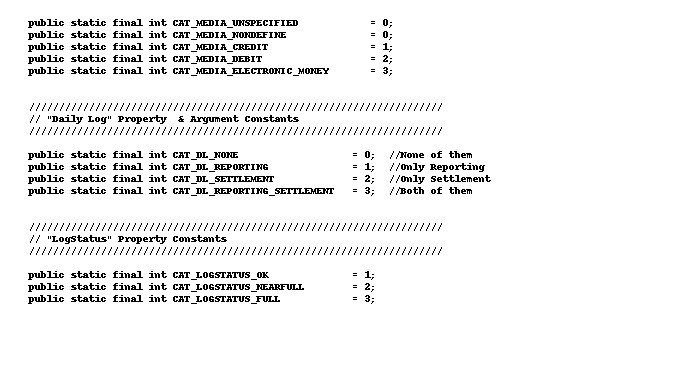 public static final int CAT_MEDIA_UNSPECIFIED            = 0;
public static final int CAT_MEDIA_NONDEFINE              = 0;
public static final int CAT_MEDIA_CREDIT                 = 1;
public static final int CAT_MEDIA_DEBIT                  = 2;
public static final int CAT_MEDIA_ELECTRONIC_MONEY       = 3;
/////////////////////////////////////////////////////////////////////
// "Daily Log" Property  & Argument Constants
/////////////////////////////////////////////////////////////////////
public static final int CAT_DL_NONE                   = 0;  //None of them
public static final int CAT_DL_REPORTING              = 1;  //Only Reporting
public static final int CAT_DL_SETTLEMENT             = 2;  //Only Settlement
public static final int CAT_DL_REPORTING_SETTLEMENT   = 3;  //Both of them
/////////////////////////////////////////////////////////////////////
// "LogStatus" Property Constants
/////////////////////////////////////////////////////////////////////
public static final int CAT_LOGSTATUS_OK              = 1;
public static final int CAT_LOGSTATUS_NEARFULL        = 2;
public static final int CAT_LOGSTATUS_FULL            = 3;